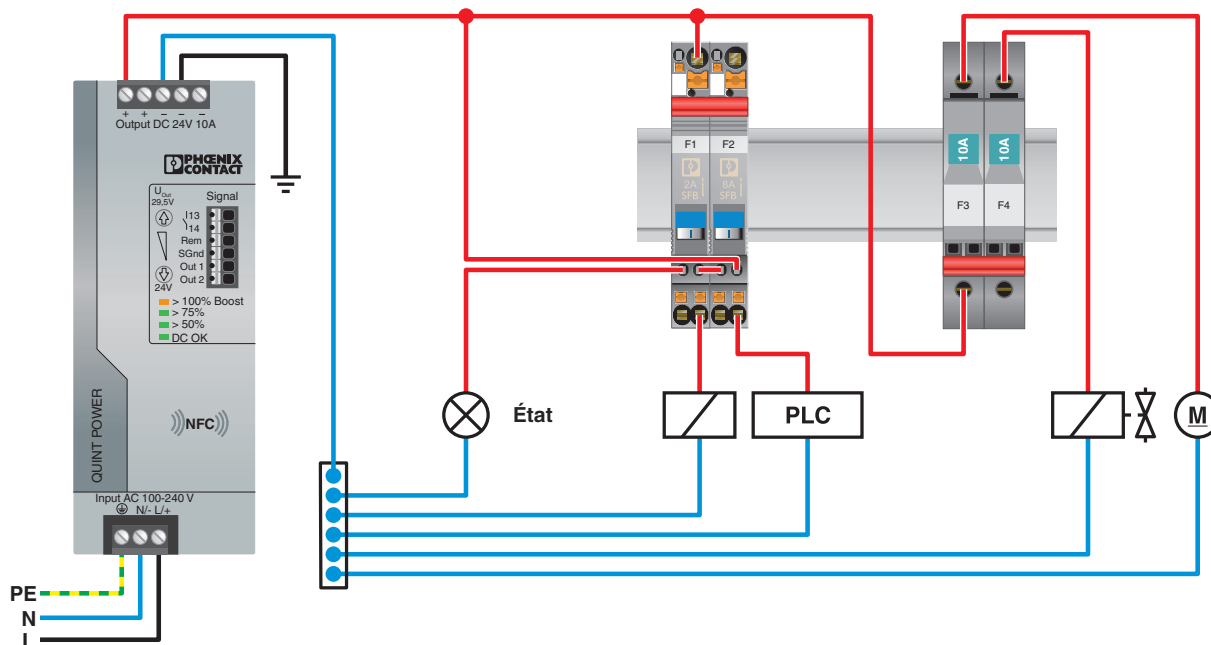 + + − − −
Output DC 24V 10A
PHŒNIX
CONTACT
UOut
29,5V
Signal
13
14
Rem
SGnd
Out 1
Out 2
24V
> 100% Boost
> 75%
> 50%
DC OK
QUINT POWER
NFC
Input AC 100-240 V
N/- L/+
PE
N
L
F1 F2
2A
SFB
8A
SFB
10A 10A
F3 F4
État
PLC
M